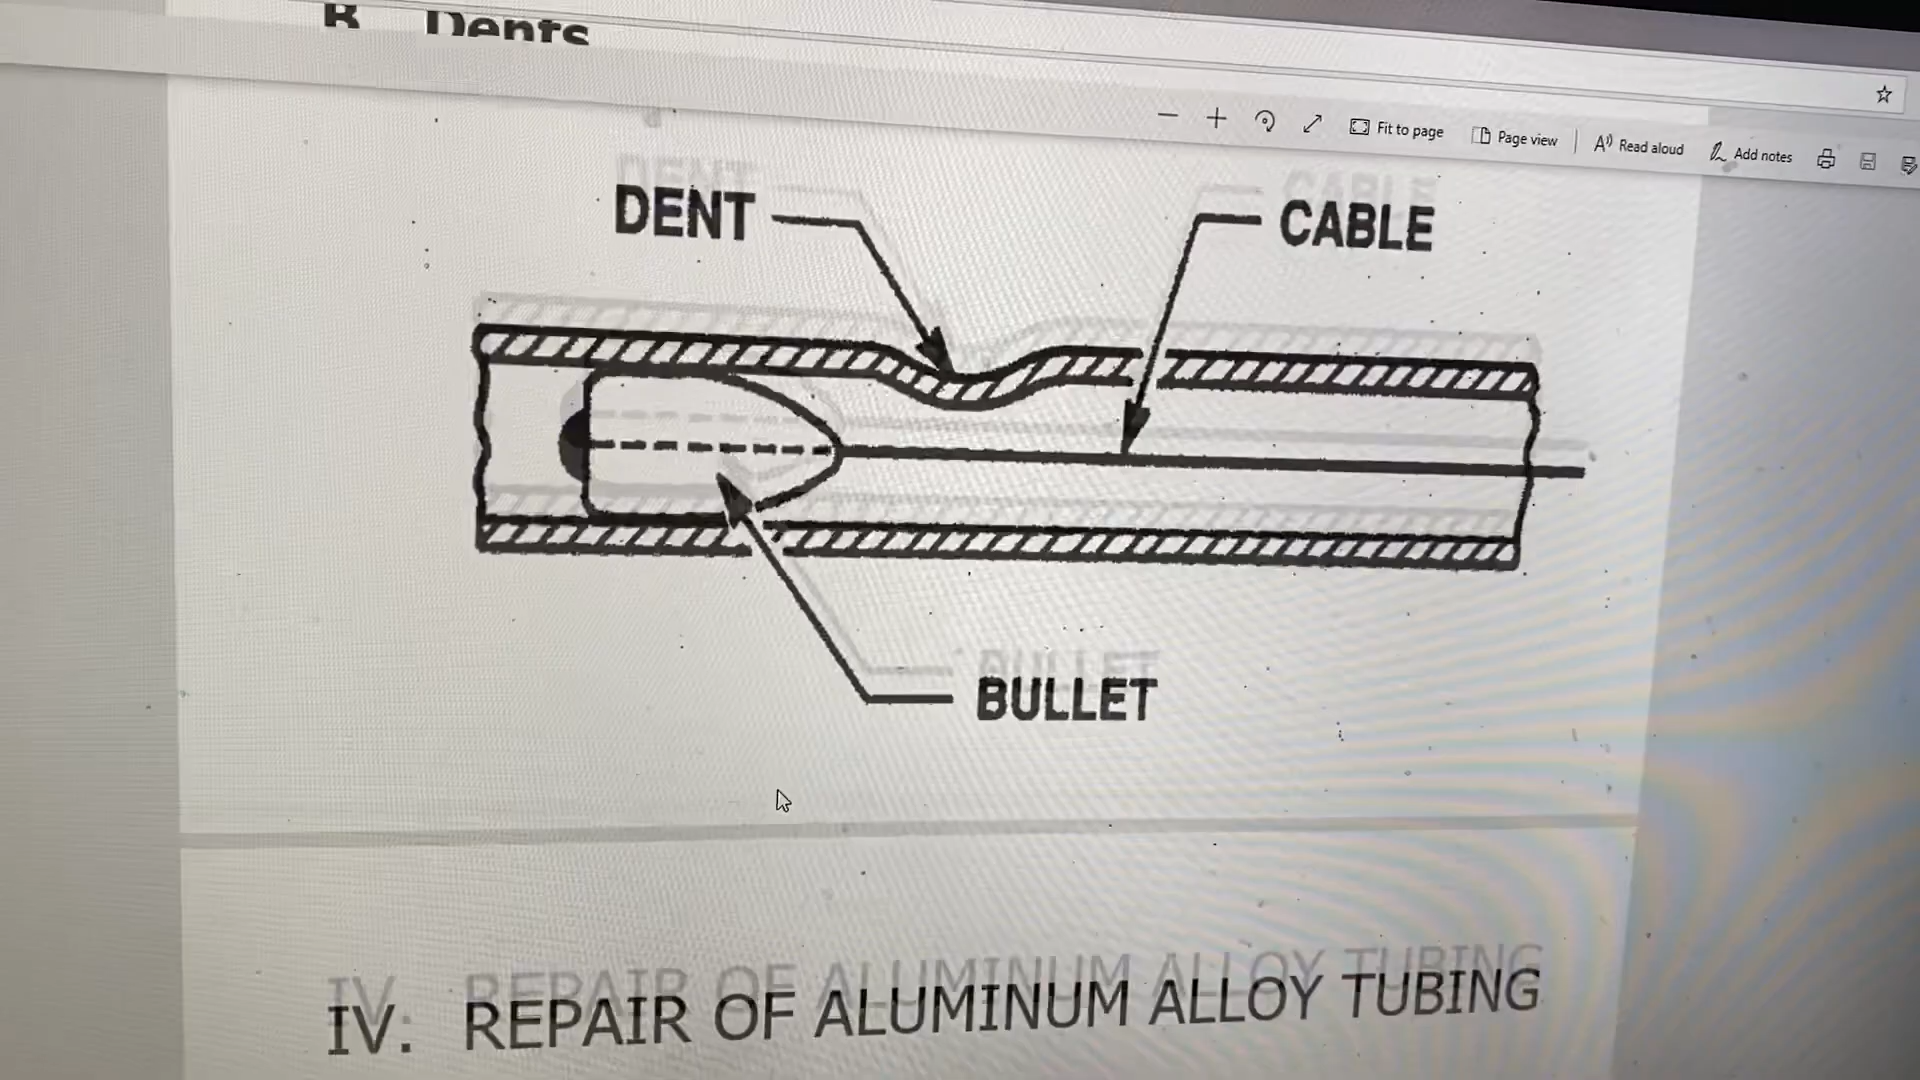 B Dents
Fit to page Page view Read aloud Add notes
DENT CABLE
BULLET
IV. REPAIR OF ALUMINUM ALLOY TUBING